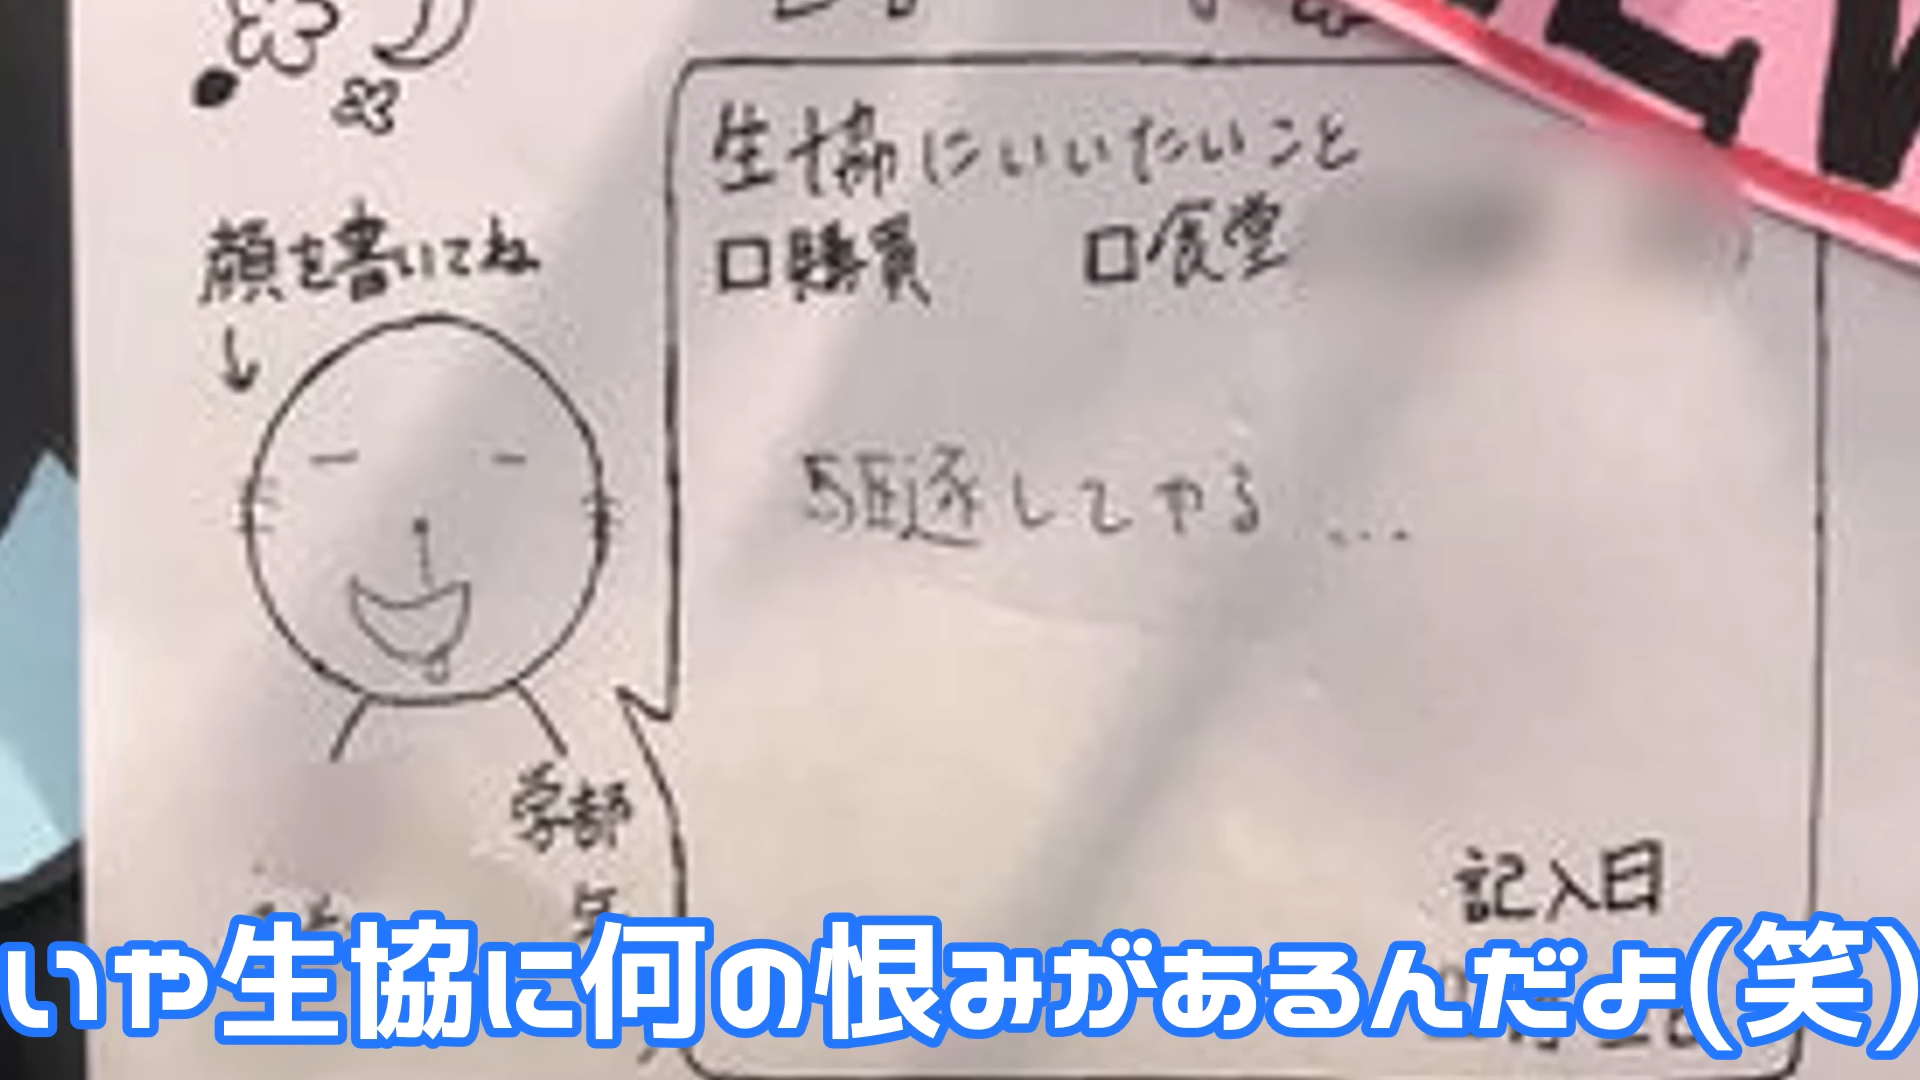 生協にいいたいこと
□購買 □食堂
顔を書いてね
駆逐してやる…
学部
年
記入日
いや生協に何の恨みがあるんだよ(笑)